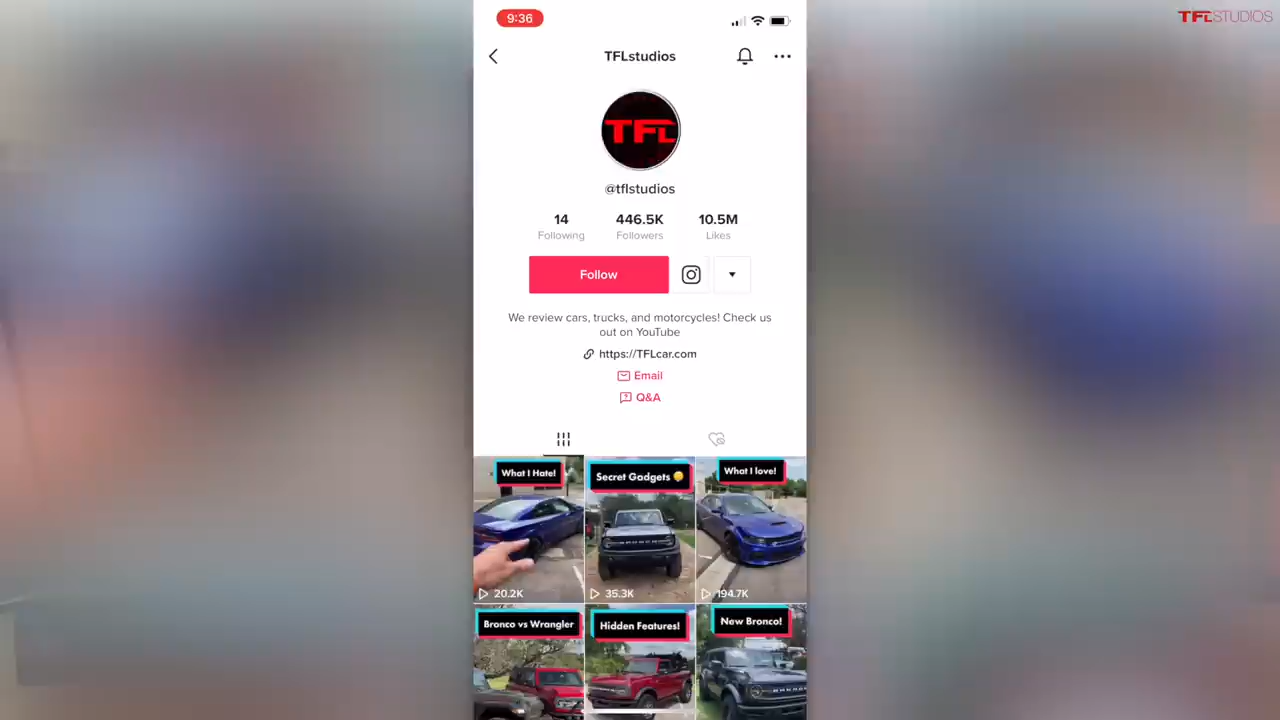 9:36
TFLSTUDIOS
TFLstudios
TFL
@tflstudios
14
Following
446.5K
Followers
10.5M
Likes
Follow
We review cars, trucks, and motorcycles! Check us
out on YouTube
https://TFLcar.com
Email
Q&A
What I Hate!
Secret Gadgets
What I love!
20.2K
35.3K
194.7K
Bronco vs Wrangler
Hidden Features!
New Bronco!